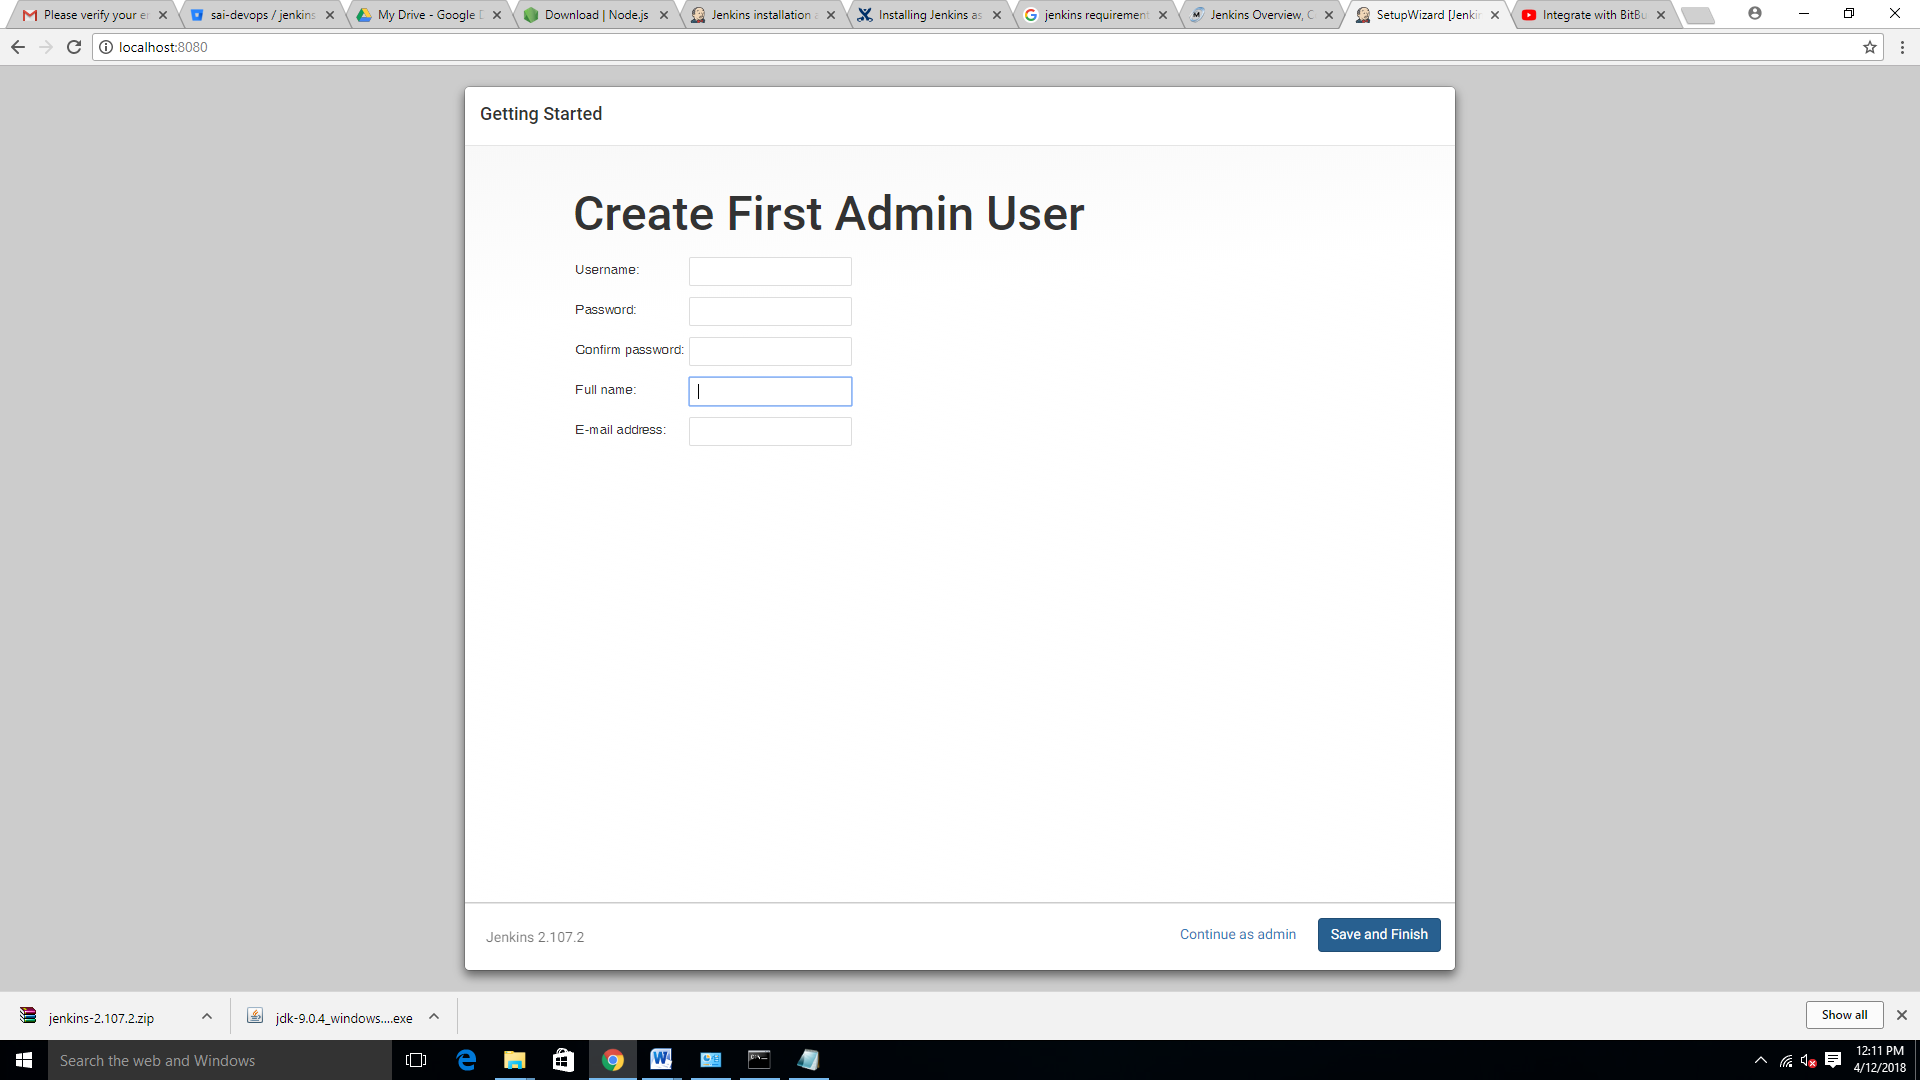 Please verify your e
sai-devops / jenkins
My Drive - Google D
Download | Node.js
Jenkins installation a
Installing Jenkins as
jenkins requirement
Jenkins Overview, C
SetupWizard [Jenkin
Integrate with BitBu
localhost:8080
Getting Started
Create First Admin User
Username:
Password:
Confirm password:
Full name:
E-mail address:
Jenkins 2.107.2
Continue as admin
Save and Finish
jenkins-2.107.2.zip
jdk-9.0.4_windows....exe
Show all
Search the web and Windows
12:11 PM
4/12/2018